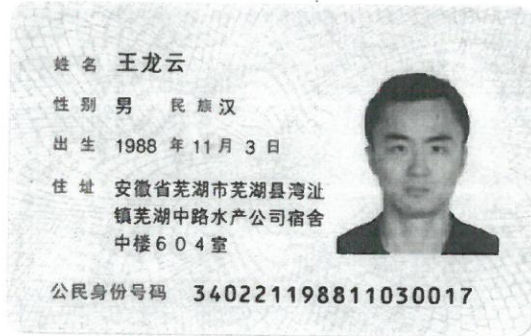 姓名 王龙云
性别 男 民族 汉
出生 1988 年 11 月 3 日
住址 安徽省芜湖市芜湖县湾沚
镇芜湖中路水产公司宿舍
中楼604室
公民身份号码 340221198811030017